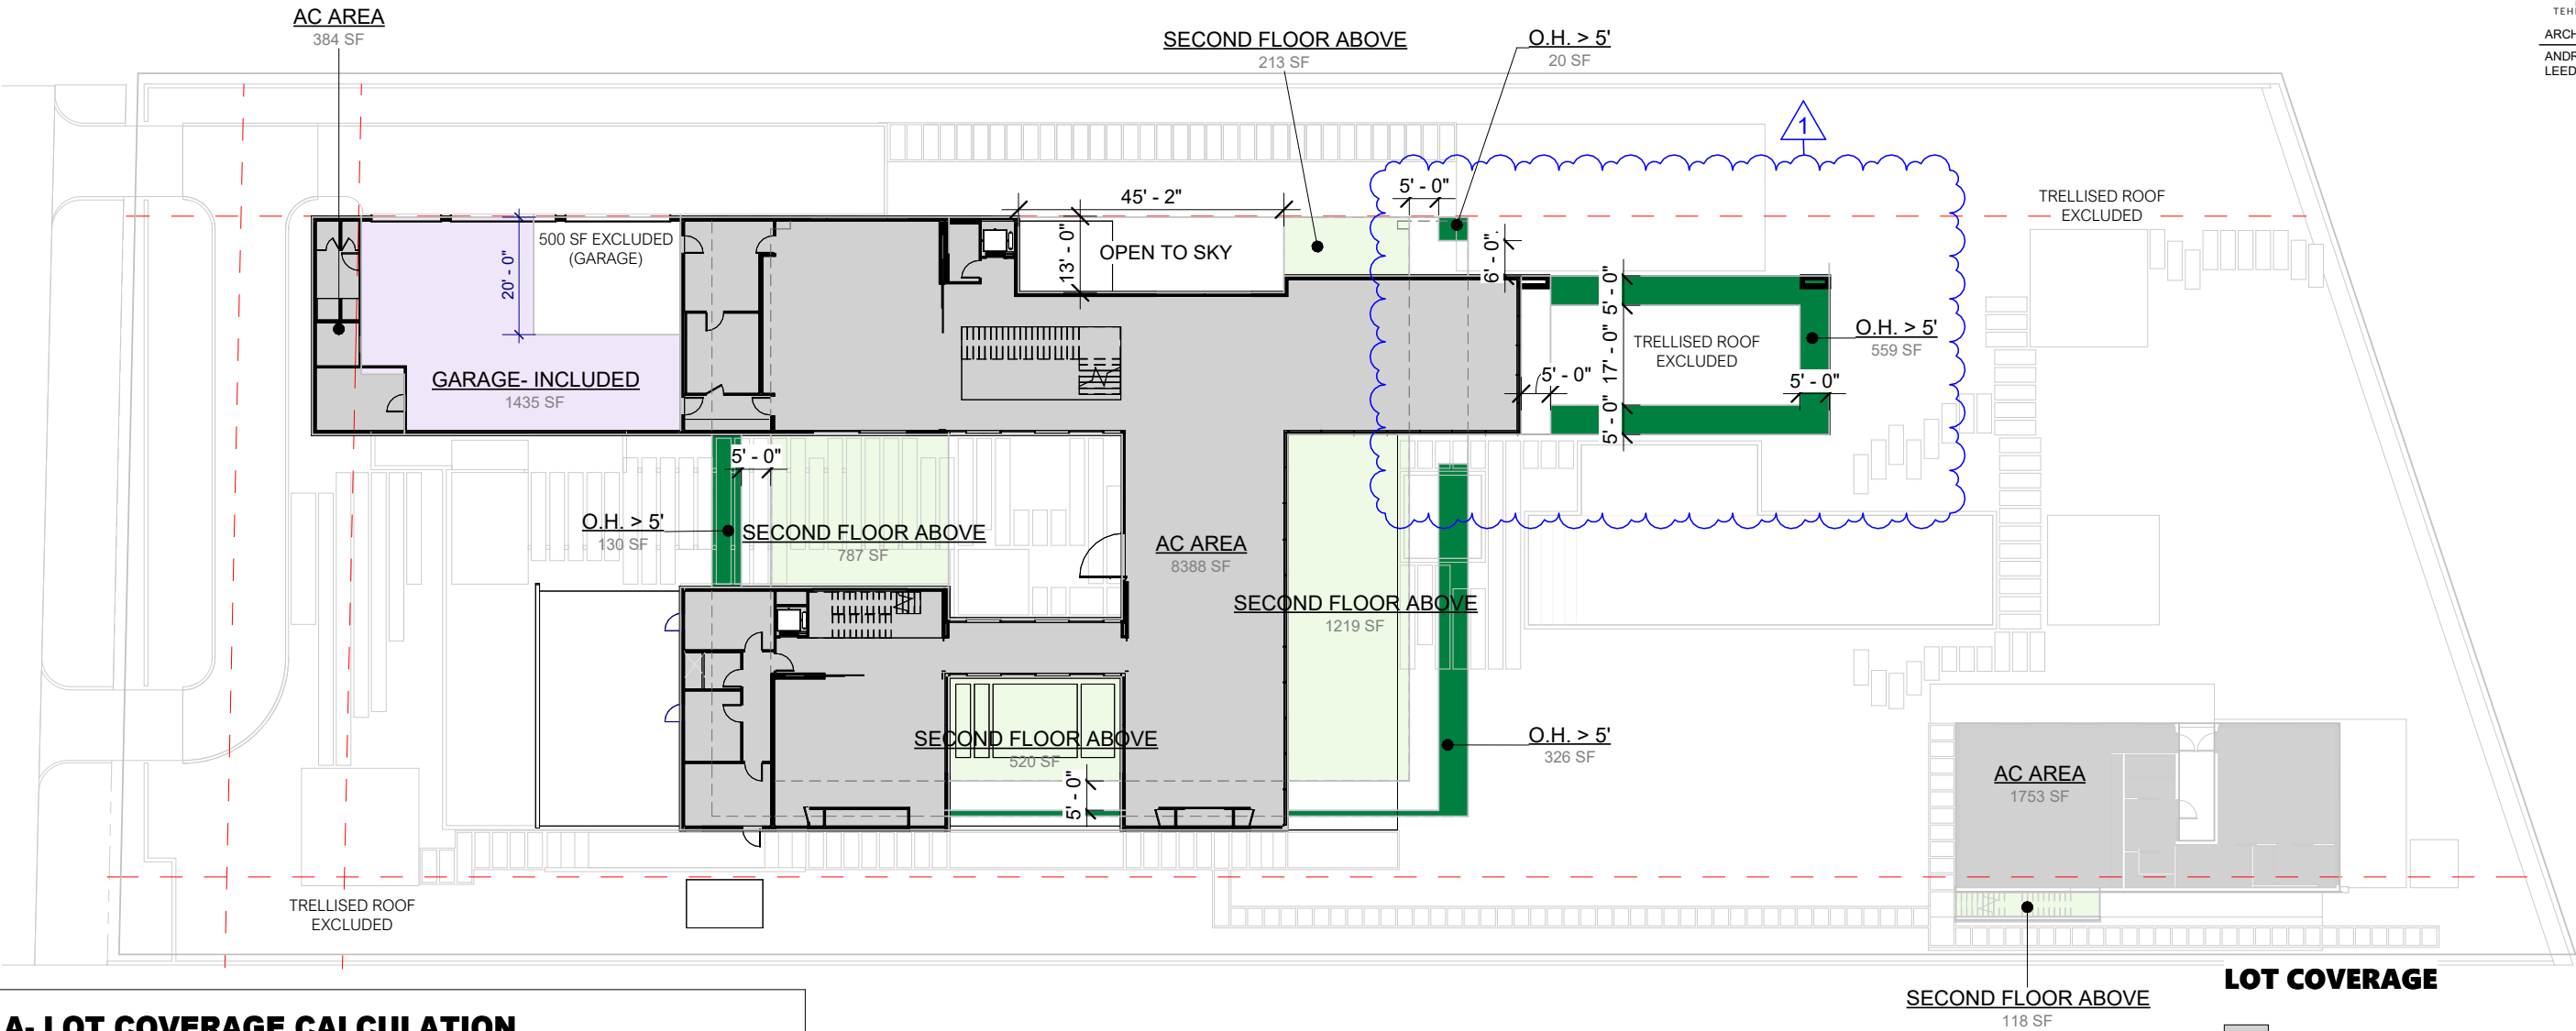 AC AREA
384 SF
SECOND FLOOR ABOVE
213 SF
O.H. > 5'
20 SF
ARCH
ANDR
LEED
1
45' - 2"
5' - 0"
TRELLISED ROOF
EXCLUDED
500 SF EXCLUDED
(GARAGE)
20' - 0"
13' - 0"
OPEN TO SKY
6' - 0"
5' - 0"
17' - 0"
5' - 0"
TRELLISED ROOF
EXCLUDED
O.H. > 5'
559 SF
5' - 0"
5' - 0"
GARAGE- INCLUDED
1435 SF
5' - 0"
O.H. > 5'
130 SF
SECOND FLOOR ABOVE
787 SF
AC AREA
8388 SF
SECOND FLOOR ABOVE
1219 SF
SECOND FLOOR ABOVE
520 SF
5' - 0"
O.H. > 5'
326 SF
AC AREA
1753 SF
TRELLISED ROOF
EXCLUDED
SECOND FLOOR ABOVE
118 SF
LOT COVERAGE
A- LOT COVERAGE CALCULATION